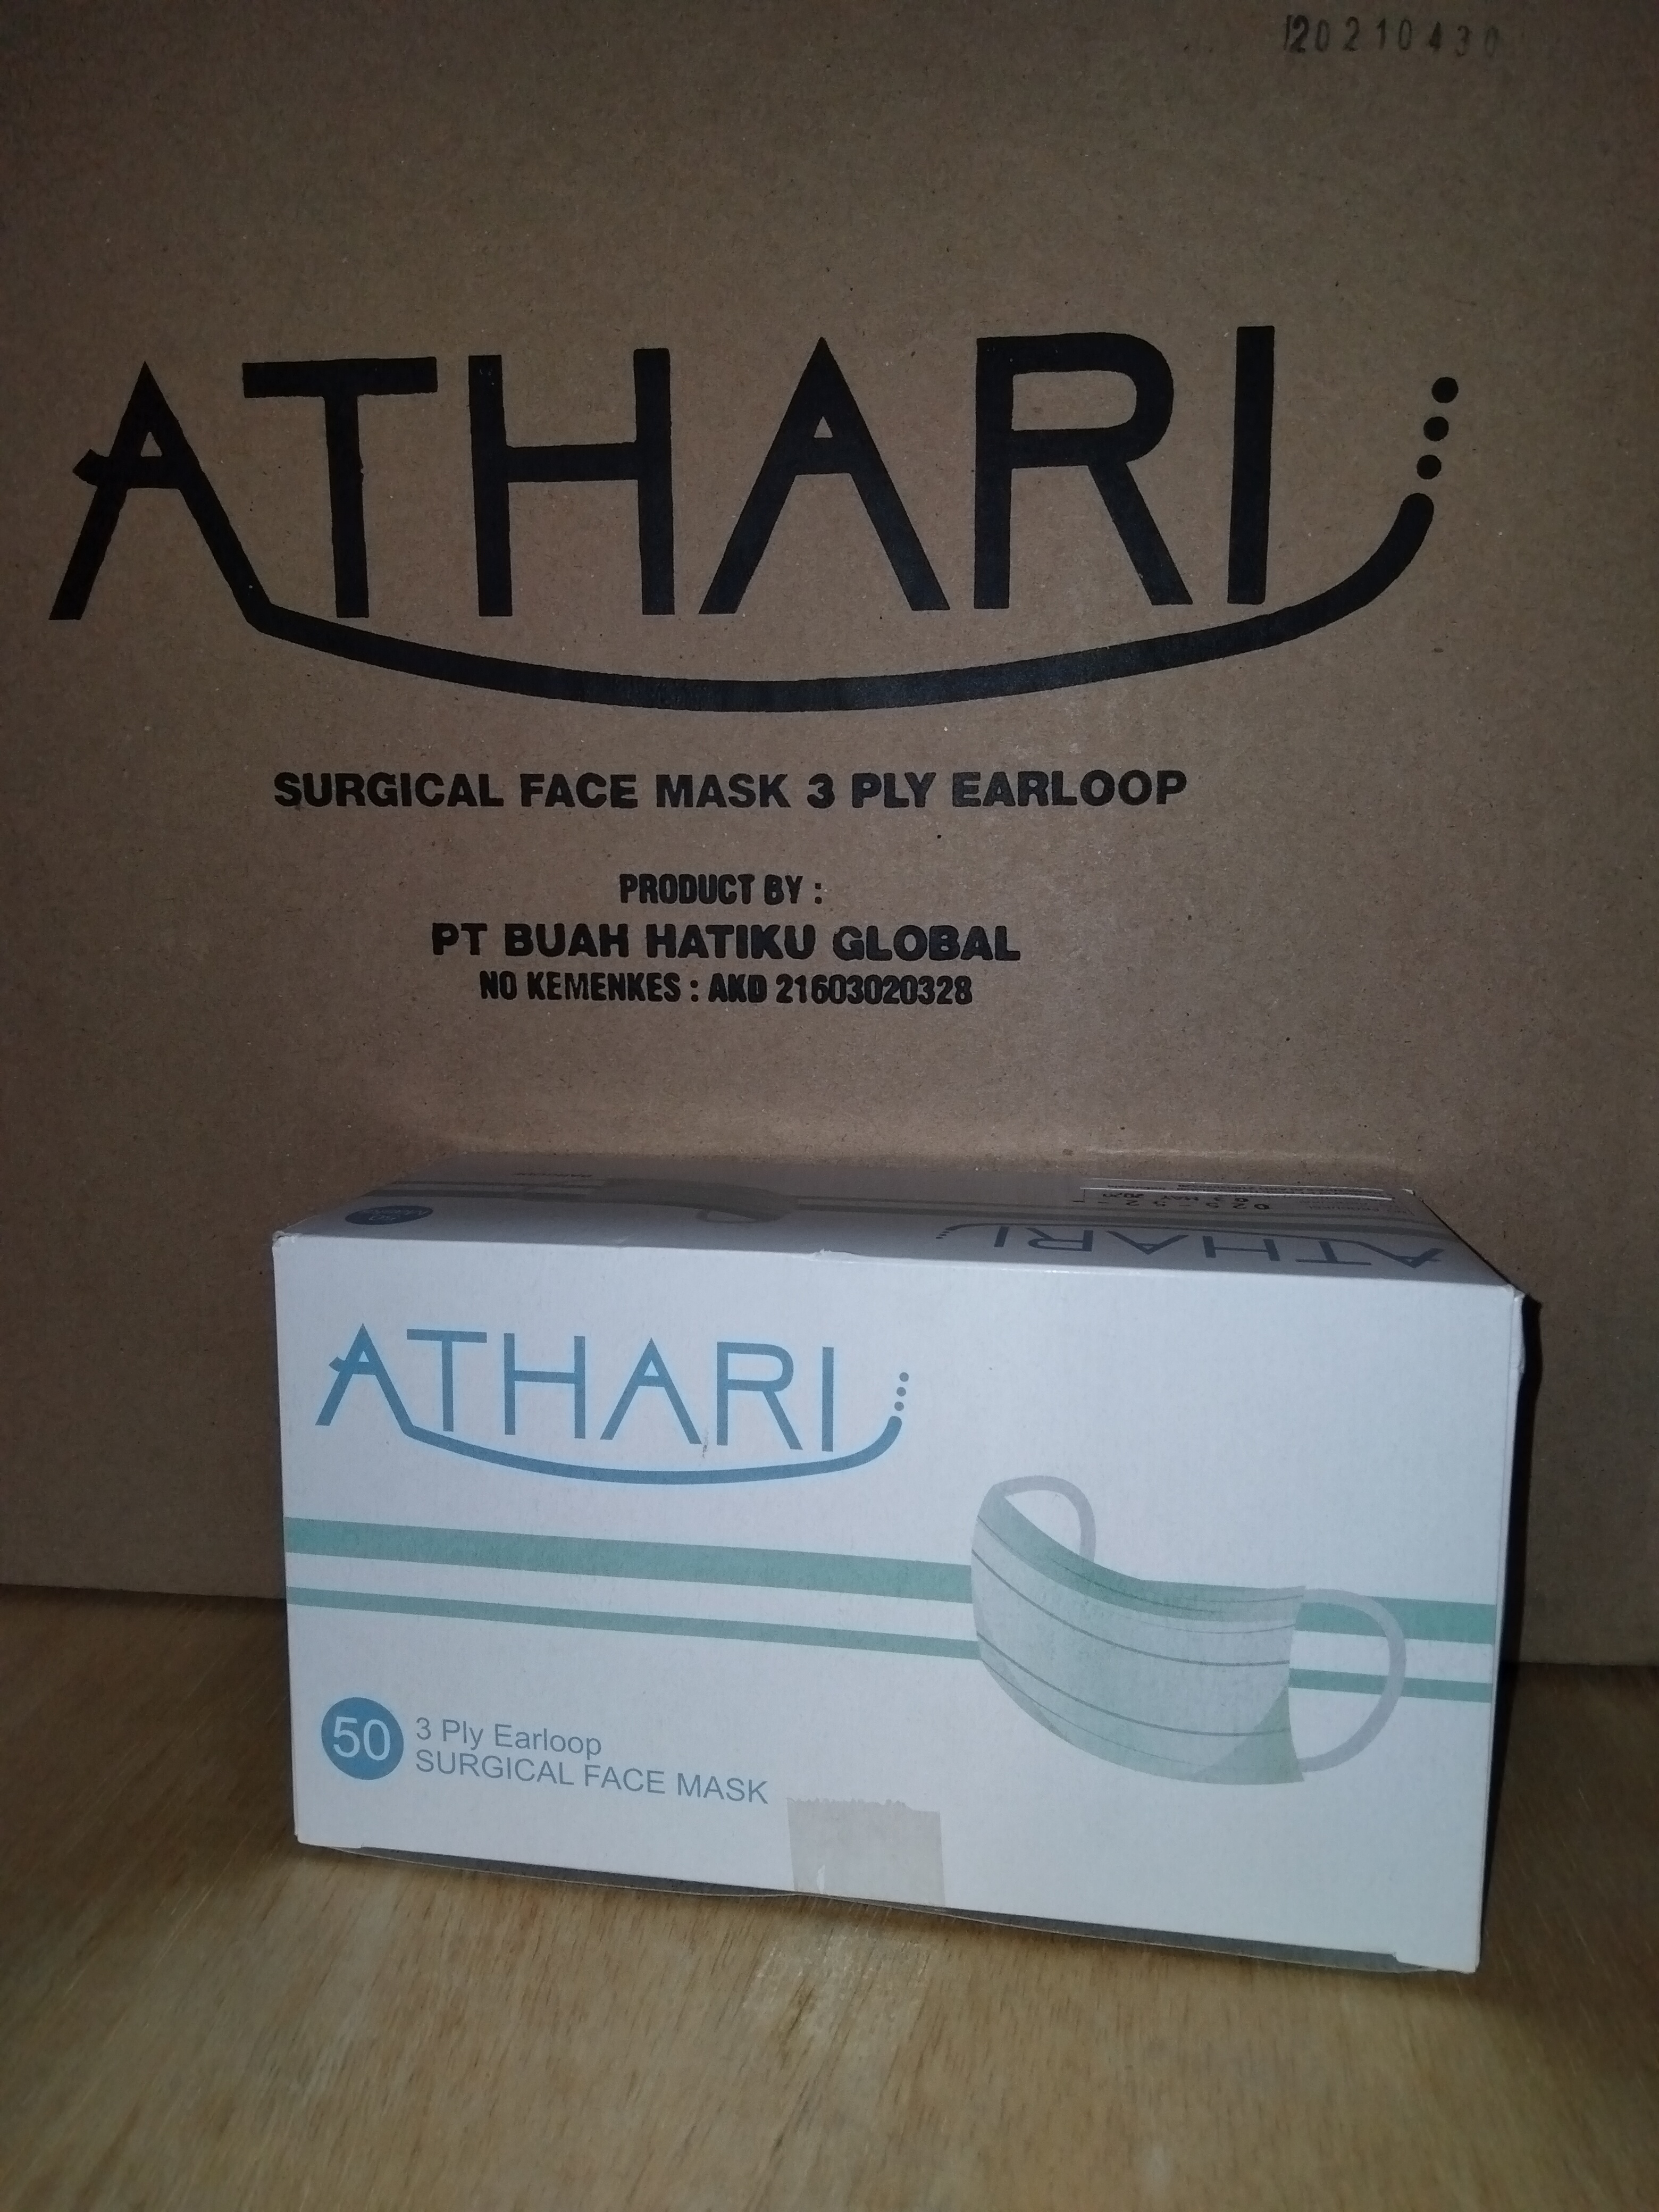 20210430
ATHARI
SURGICAL FACE MASK 3 PLY EARLOOP
PRODUCT BY :
PT BUAH HATIKU GLOBAL
NO KEMENKES : AKD 21603020328
ATHARI
ATHARI
50
3 Ply Earloop
SURGICAL FACE MASK